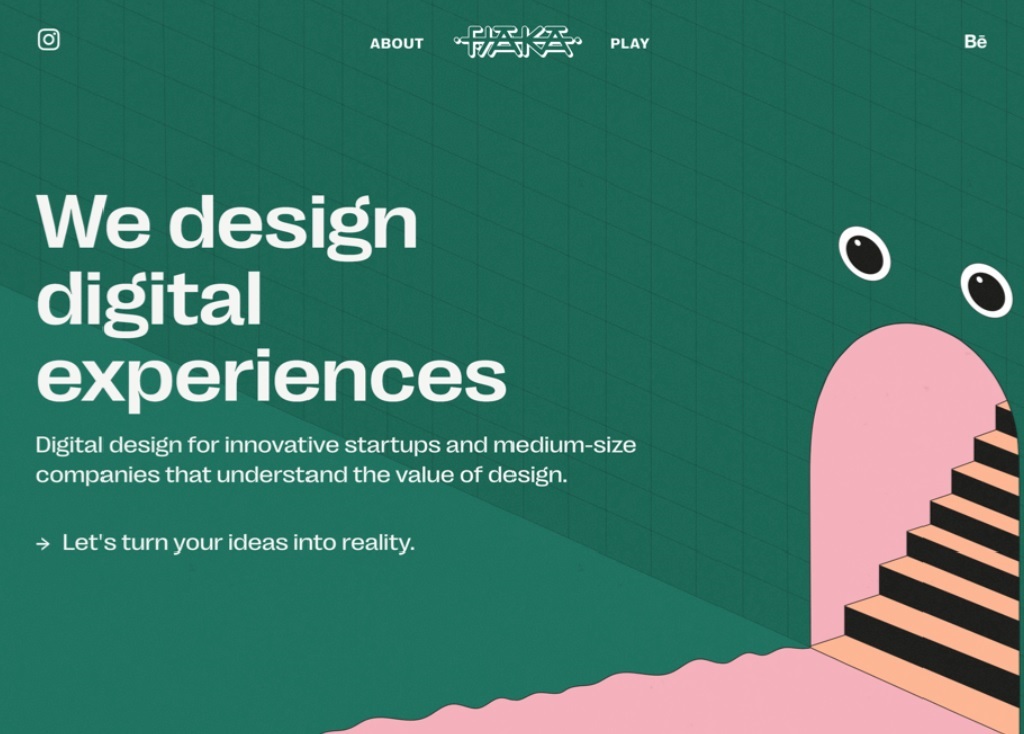 ABOUT
HAKA
PLAY
Bē
We design
digital
experiences
Digital design for innovative startups and medium-size
companies that understand the value of design.
→ Let's turn your ideas into reality.